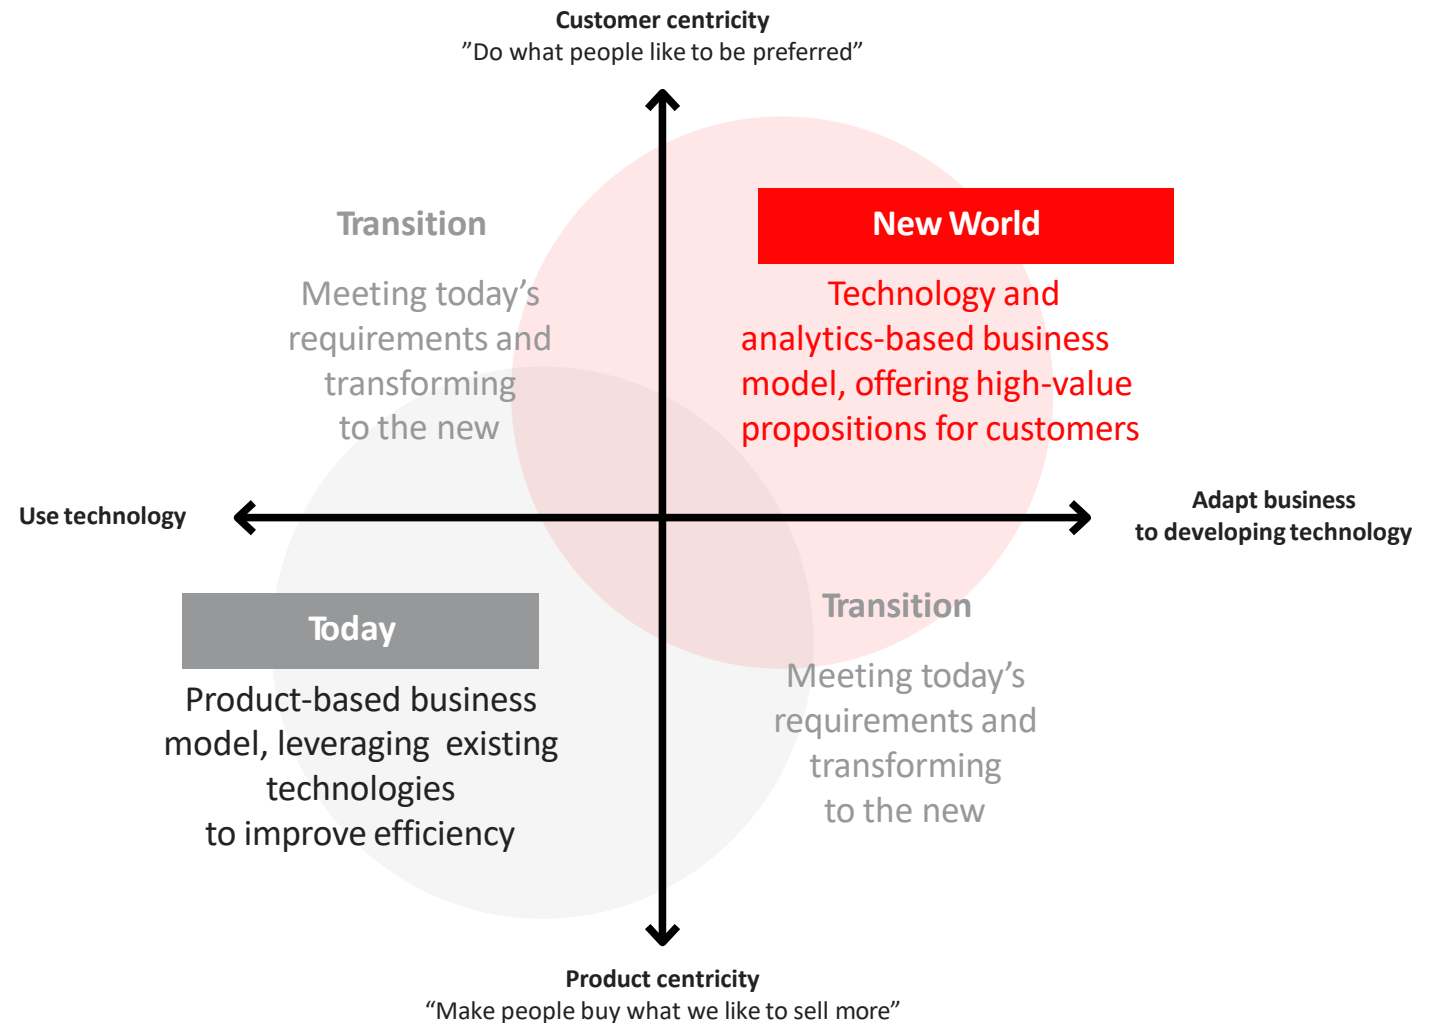 Customer centricity
”Do what people like to be preferred”
Transition
Meeting today’s
requirements and
transforming
to the new
New World
Technology and
analytics-based business
model, offering high-value
propositions for customers
Use technology
Adapt business
to developing technology
Today
Product-based business
model, leveraging existing
technologies
to improve efficiency
Transition
Meeting today’s
requirements and
transforming
to the new
Product centricity
“Make people buy what we like to sell more”